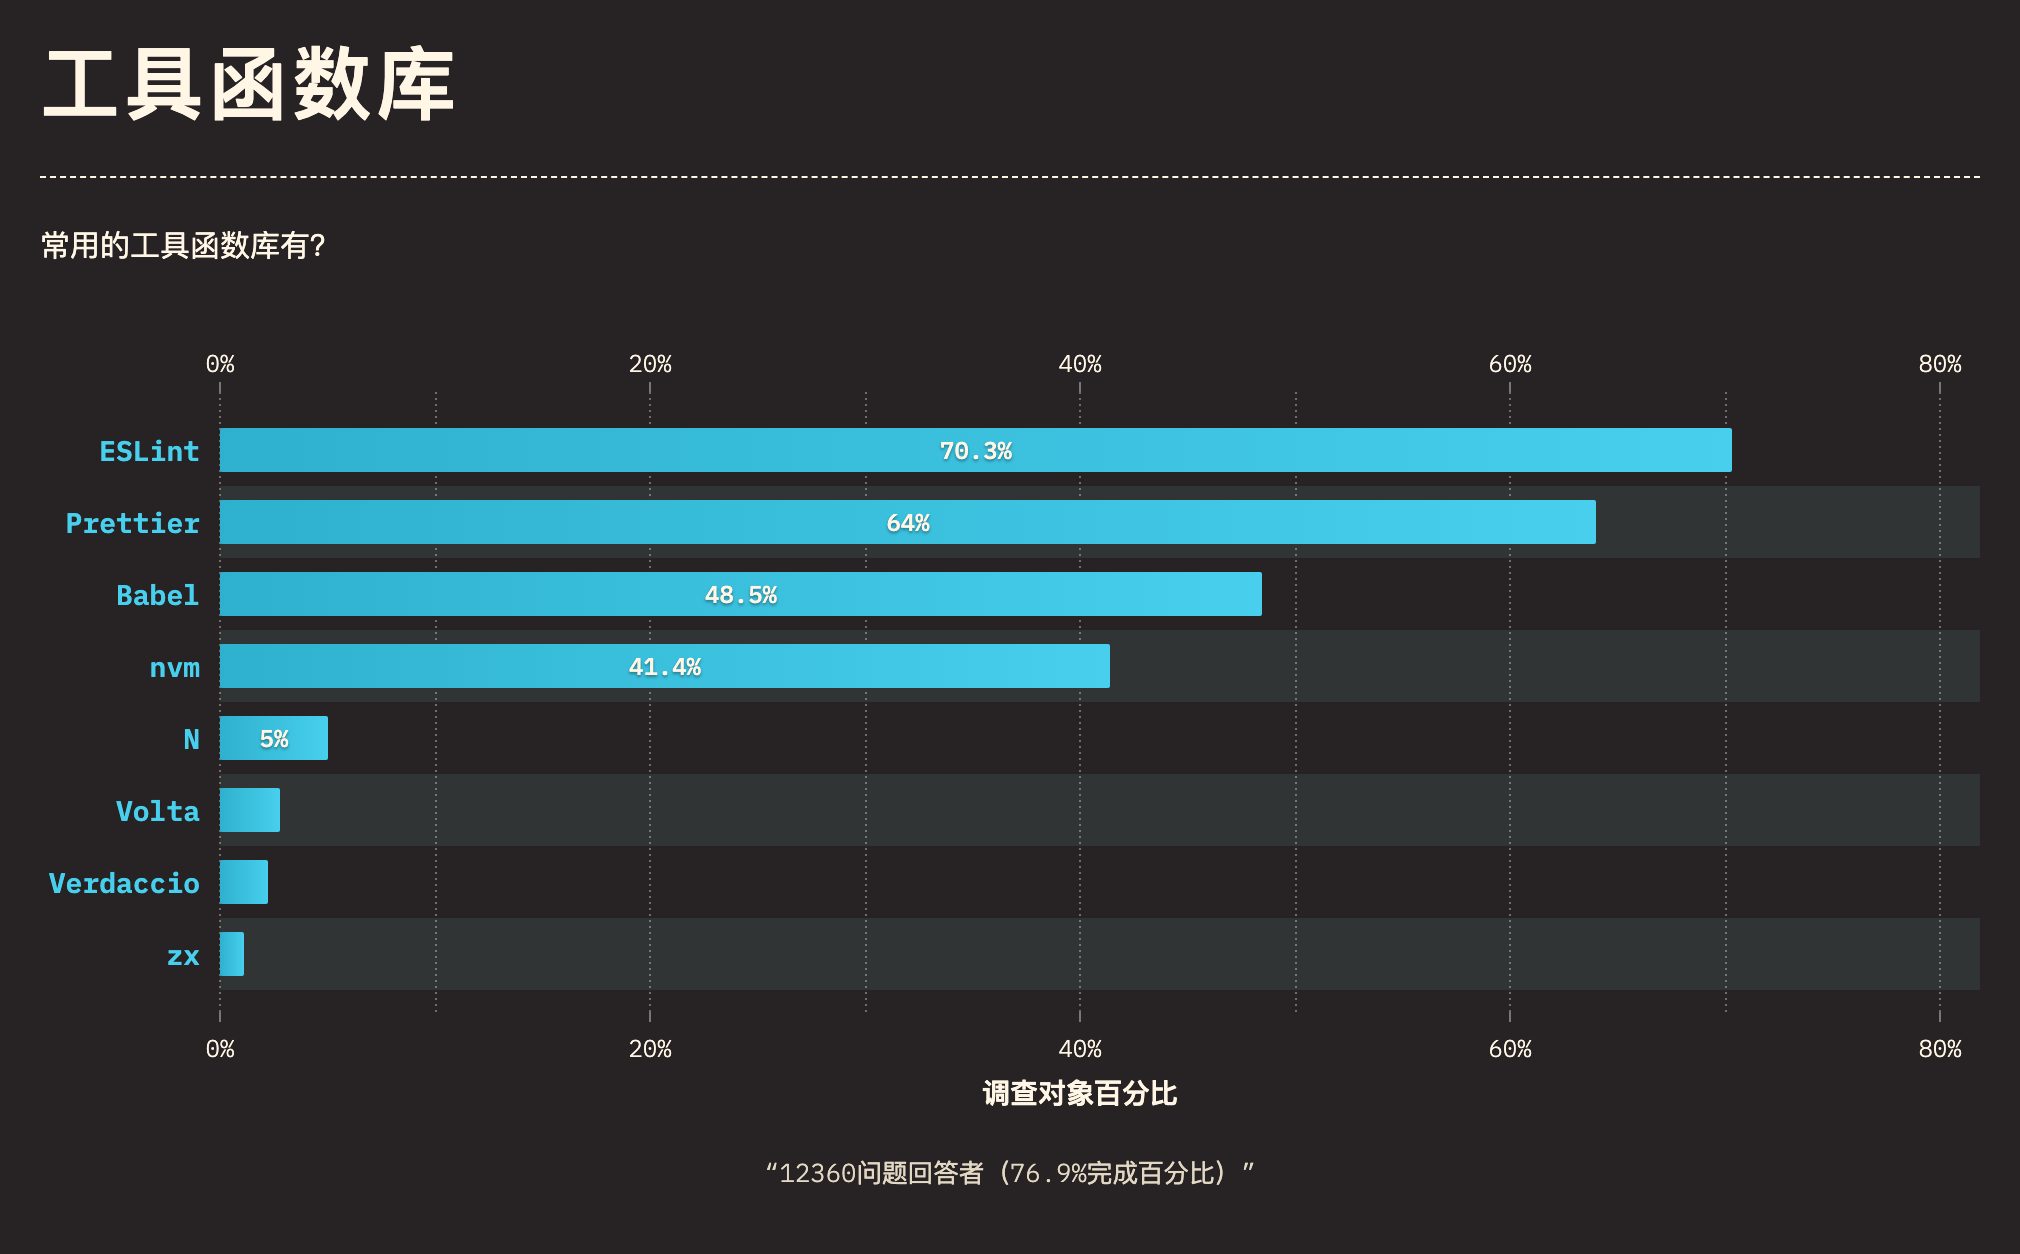 工具函数库
常用的工具函数库有?
0% 20% 40% 60% 80%
ESLint 70.3%
Prettier 64%
Babel 48.5%
nvm 41.4%
N 5%
Volta
Verdaccio
zx
0% 20% 40% 60% 80%
调查对象百分比
“12360问题回答者（76.9%完成百分比）”